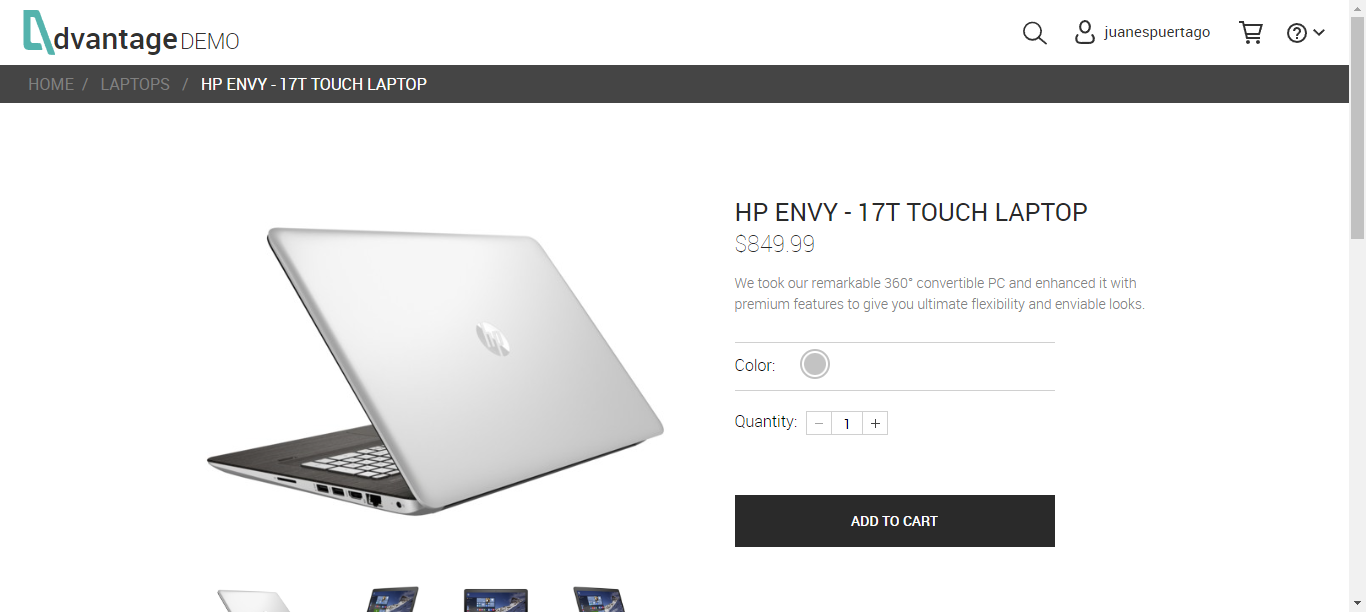 dvantage DEMO
juanespuertago
HOME / LAPTOPS / HP ENVY - 17T TOUCH LAPTOP
HP ENVY - 17T TOUCH LAPTOP
$849.99
We took our remarkable 360° convertible PC and enhanced it with
premium features to give you ultimate flexibility and enviable looks.
Color:
Quantity: − 1 +
ADD TO CART
hp